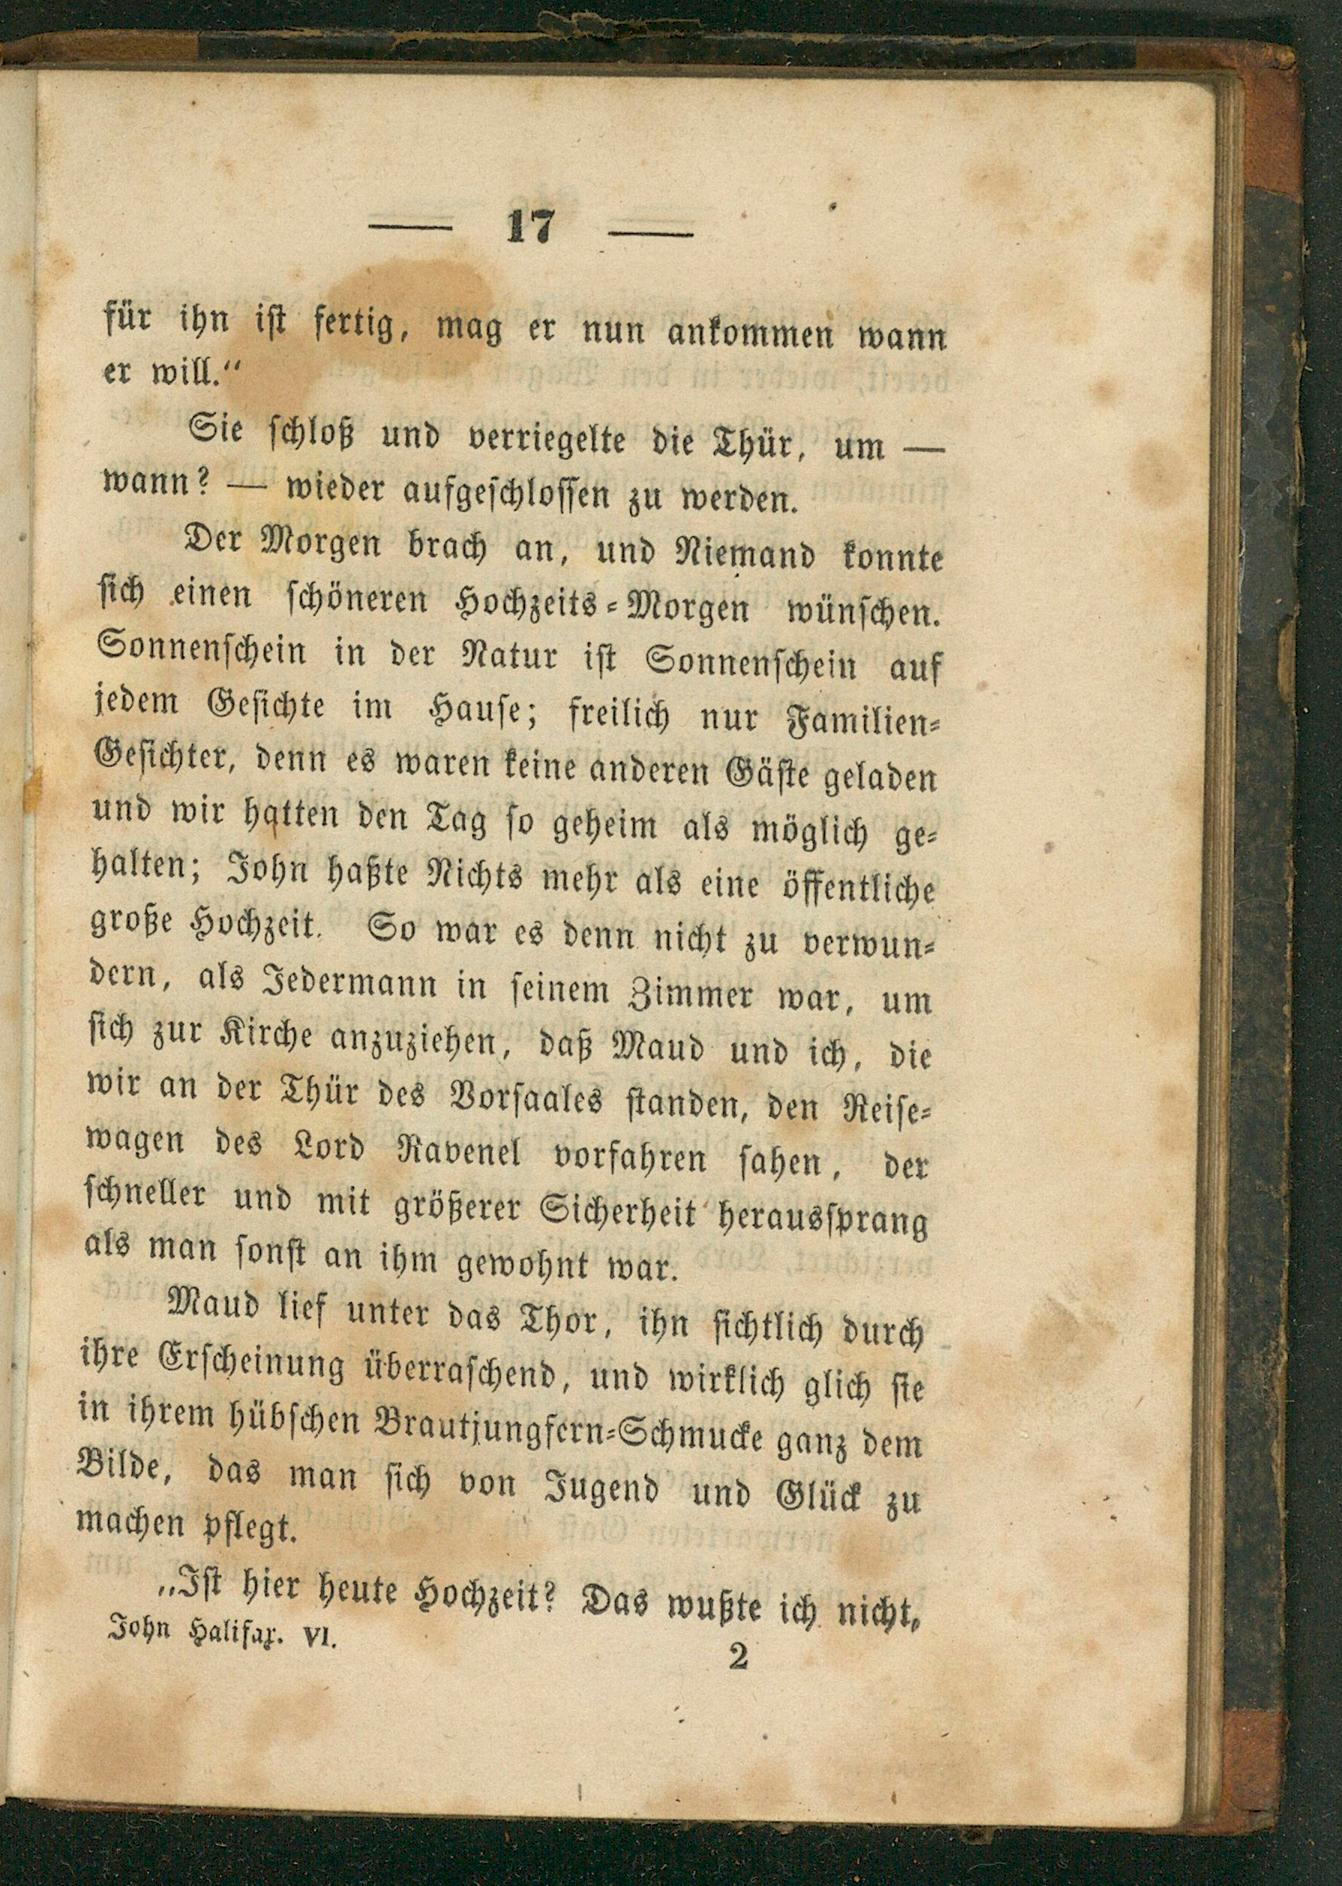 — 17 —
für ihn ist fertig, mag er nun ankommen wann
er will.“
Sie schloß und verriegelte die Thür, um —
wann? — wieder aufgeschlossen zu werden.
Der Morgen brach an, und Niemand konnte
sich einen schöneren Hochzeits-Morgen wünschen.
Sonnenschein in der Natur ist Sonnenschein auf
jedem Gesichte im Hause; freilich nur Familien-
Gesichter, denn es waren keine anderen Gäste geladen
und wir hatten den Tag so geheim als möglich ge-
halten; John haßte Nichts mehr als eine öffentliche
große Hochzeit. So war es denn nicht zu verwun-
dern, als Jedermann in seinem Zimmer war, um
sich zur Kirche anzuziehen, daß Maud und ich, die
wir an der Thür des Vorsaales standen, den Reise-
wagen des Lord Ravenel vorfahren sahen, der
schneller und mit größerer Sicherheit heraussprang
als man sonst an ihm gewohnt war.
Maud lief unter das Thor, ihn sichtlich durch
ihre Erscheinung überraschend, und wirklich glich sie
in ihrem hübschen Brautjungfern-Schmucke ganz dem
Bilde, das man sich von Jugend und Glück zu
machen pflegt.
„Ist hier heute Hochzeit? Das wußte ich nicht,
John Halifax. VI.
2